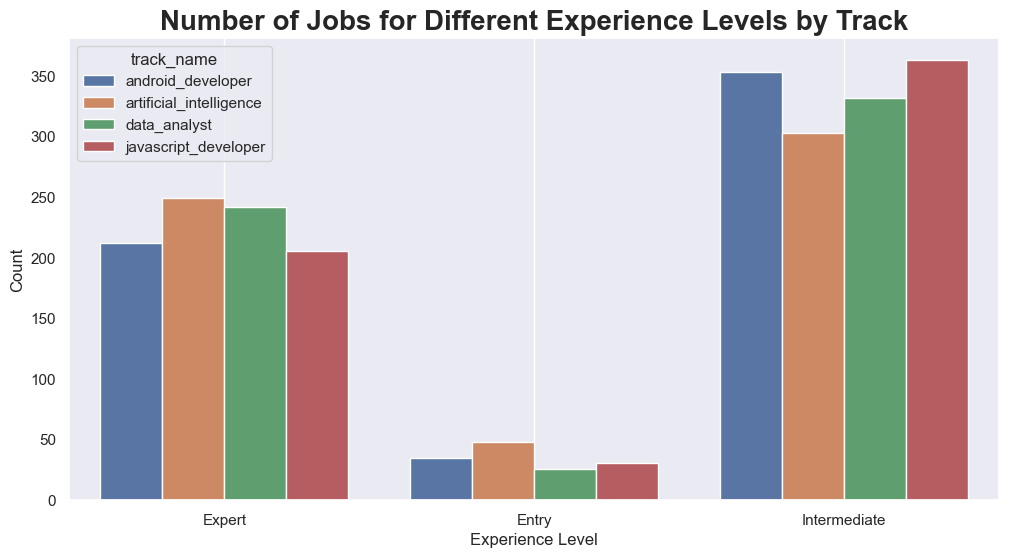 Number of Jobs for Different Experience Levels by Track
track_name
android_developer
artificial_intelligence
data_analyst
javascript_developer
Count
350
300
250
200
150
100
50
0
Expert
Entry
Intermediate
Experience Level